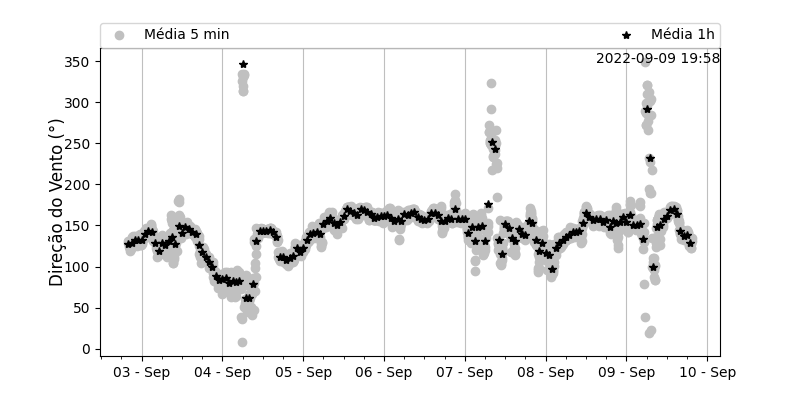 Média 5 min
Média 1h
2022-09-09 19:58
Direção do Vento (°)
350
300
250
200
150
100
50
0
03 - Sep
04 - Sep
05 - Sep
06 - Sep
07 - Sep
08 - Sep
09 - Sep
10 - Sep